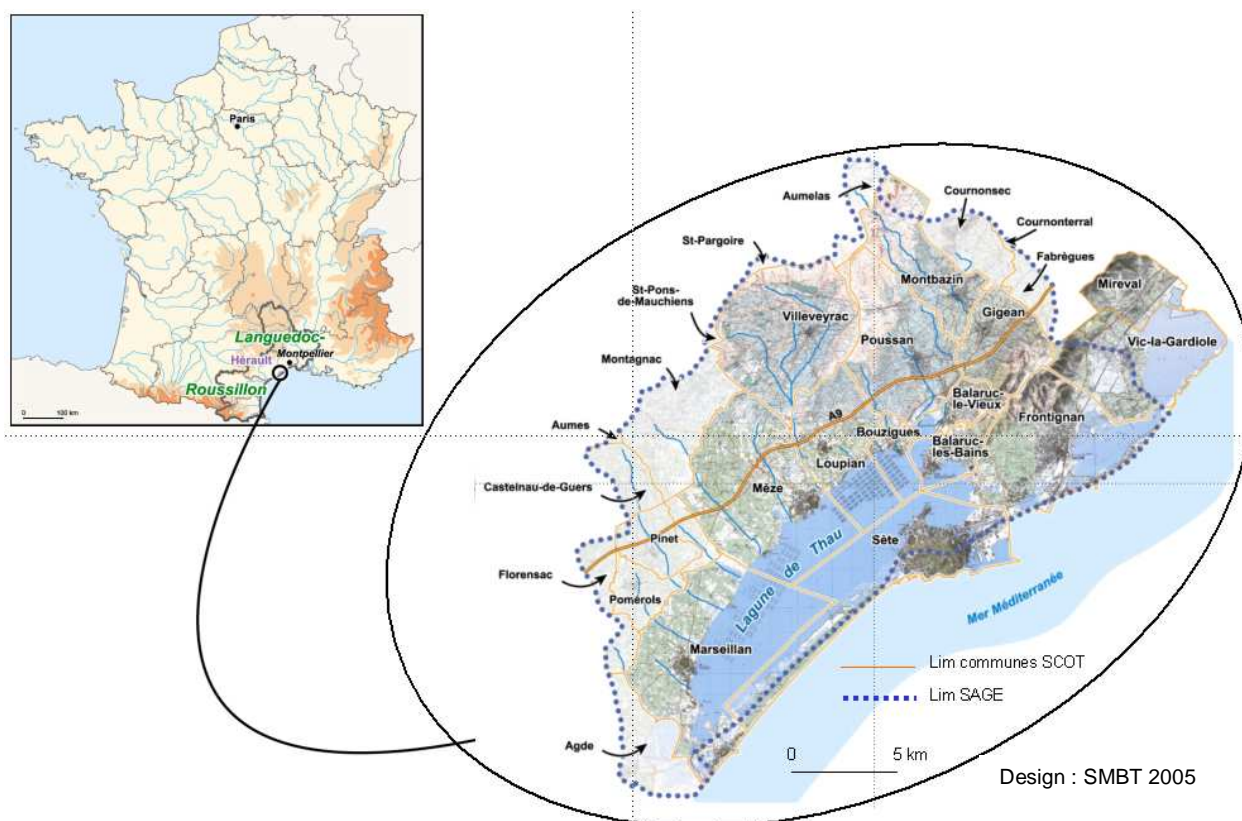 Paris
Languedoc-
Montpellier
Hérault
Roussillon
0 100 km
Aumelas
Cournonsec
Cournonterral
St-Pargoire
Fabrègues
Montbazin
Mireval
St-Pons-
de-Mauchiens
Villeveyrac
Gigean
Poussan
Vic-la-Gardiole
Montagnac
Balaruc-
le-Vieux
Frontignan
A9
Aumes
Bouzigues
Balaruc-
les-Bains
Loupian
Castelnau-de-Guers
Mèze
Pinet
Sète
Lagune de Thau
Florensac
Pomérols
Mer Méditerranée
Marseillan
Lim communes SCOT
Lim SAGE
Agde
0 5 km
Design : SMBT 2005